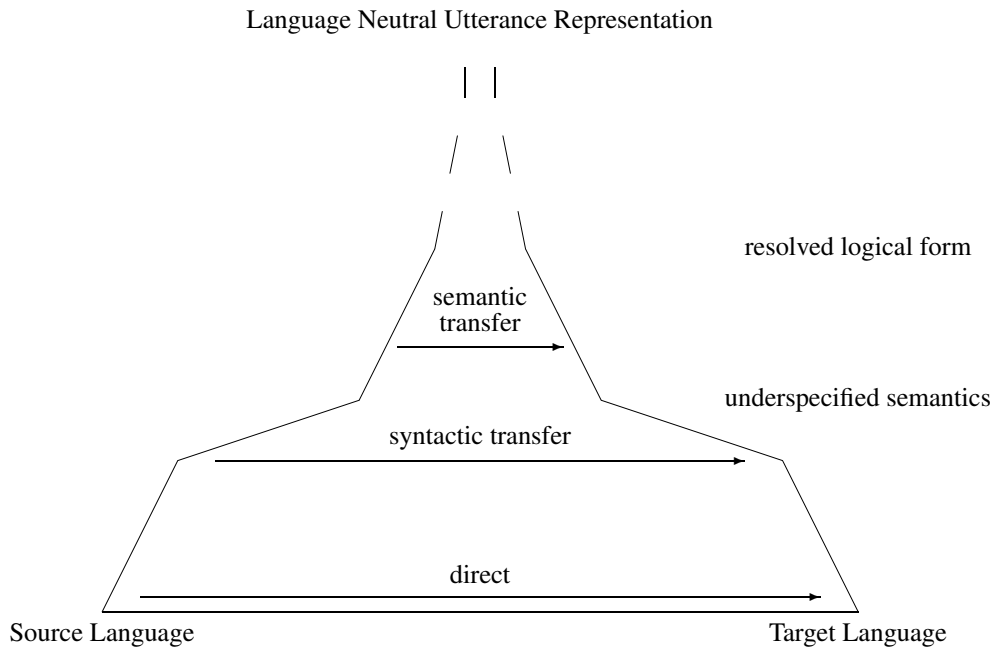 Language Neutral Utterance Representation
resolved logical form
semantic
transfer
underspecified semantics
syntactic transfer
direct
Source Language
Target Language